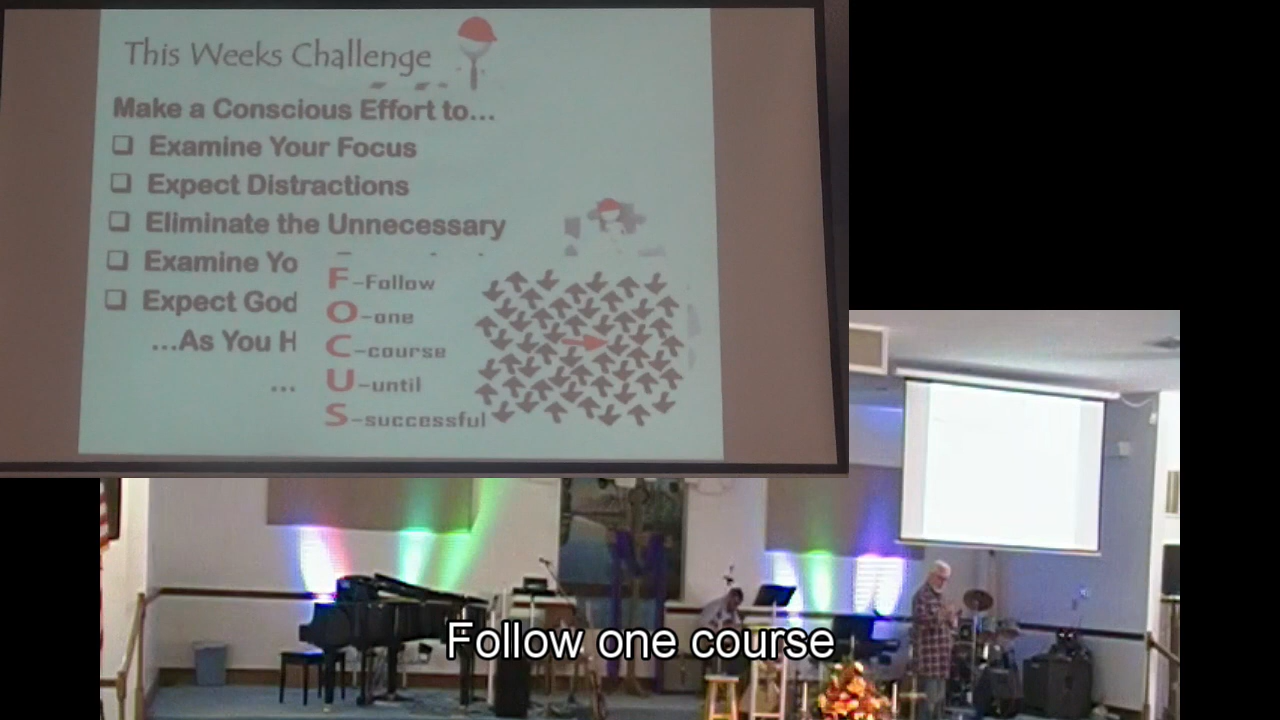 This Weeks Challenge
Make a Conscious Effort to...
❑ Examine Your Focus
❑ Expect Distractions
❑ Eliminate the Unnecessary
❑ Examine Yo
❑ Expect God
...As You H
...
F-Follow
O-one
C-course
U-until
S-successful
Follow one course